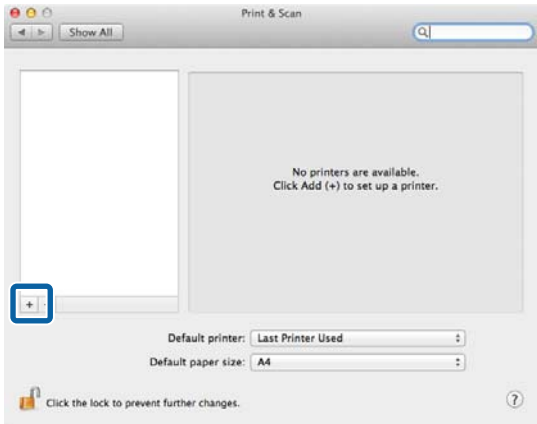 Print & Scan
Show All
No printers are available.
Click Add (+) to set up a printer.
+ -
Default printer: Last Printer Used
Default paper size: A4
Click the lock to prevent further changes.
?